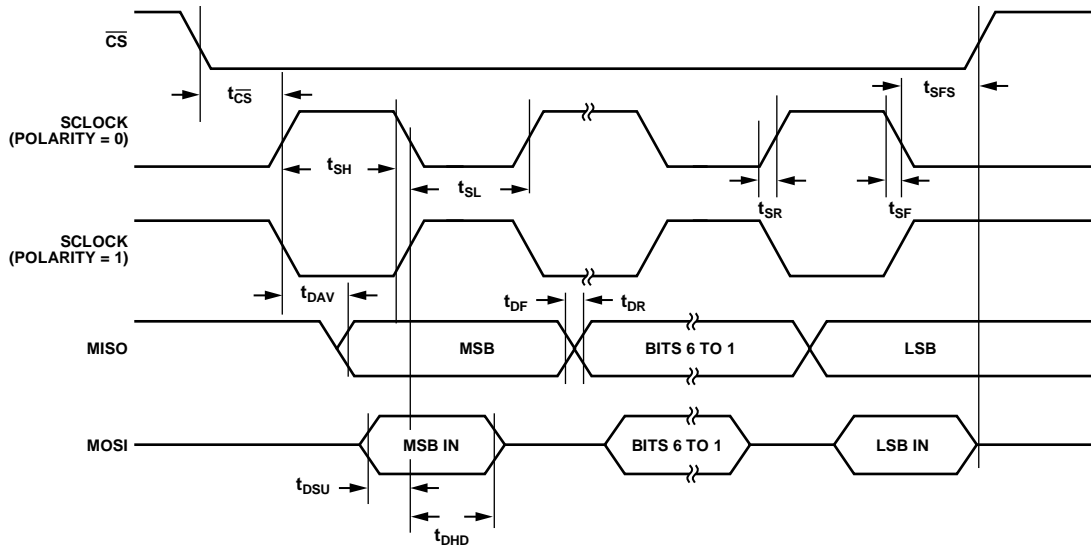 CS
tCS
tSFS
SCLOCK
(POLARITY = 0)
tSH
tSL
tSR
tSF
SCLOCK
(POLARITY = 1)
tDAV
tDF
tDR
MISO
MSB
BITS 6 TO 1
LSB
MOSI
MSB IN
BITS 6 TO 1
LSB IN
tDSU
tDHD